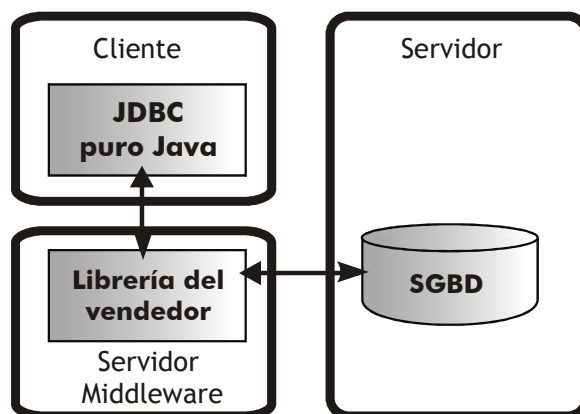 Cliente
JDBC
puro Java
Librería del
vendedor
Servidor
Middleware
Servidor
SGBD